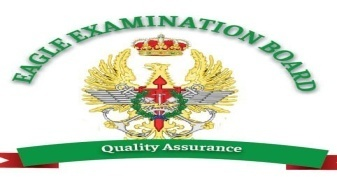 EAGLE EXAMINATION BOARD
Quality Assurance